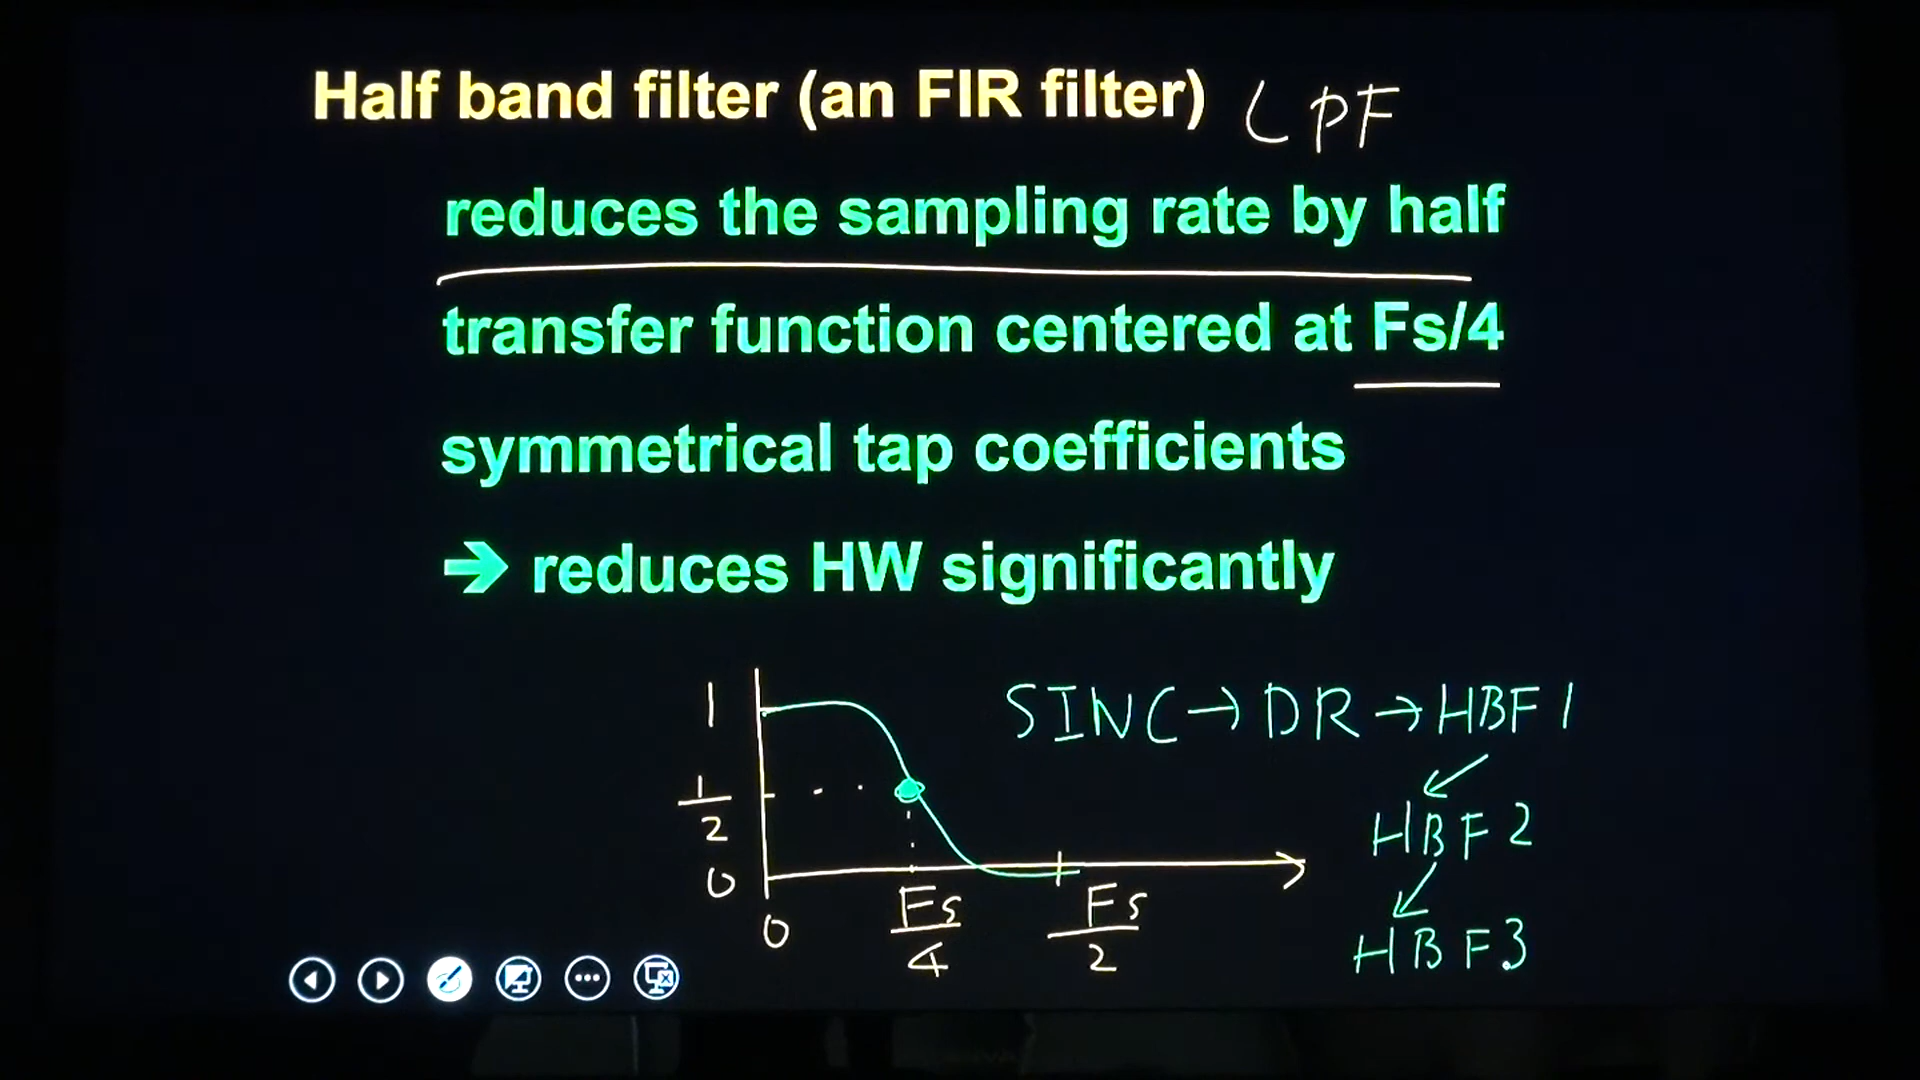 Half band filter (an FIR filter) LPF
reduces the sampling rate by half
transfer function centered at Fs/4
symmetrical tap coefficients
➔ reduces HW significantly
1
1/2
0
0
Fs/4
Fs/2
SINC → DR → HBF1
HBF2
HBF3